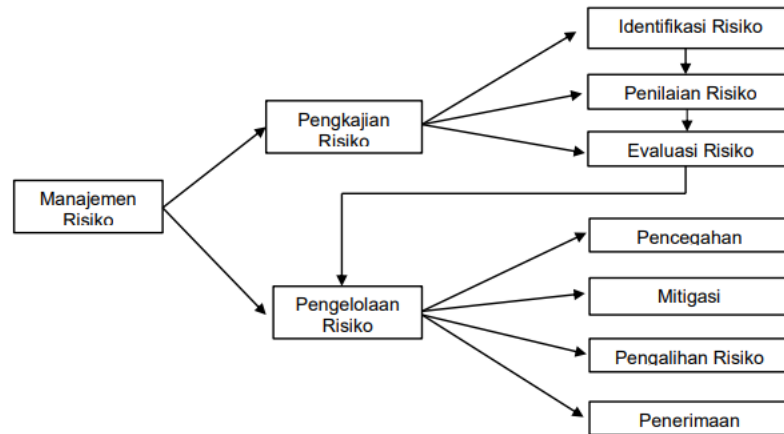 Identifikasi Risiko
Penilaian Risiko
Pengkajian
Risiko
Evaluasi Risiko
Manajemen
Risiko
Pencegahan
Pengelolaan
Risiko
Mitigasi
Pengalihan Risiko
Penerimaan